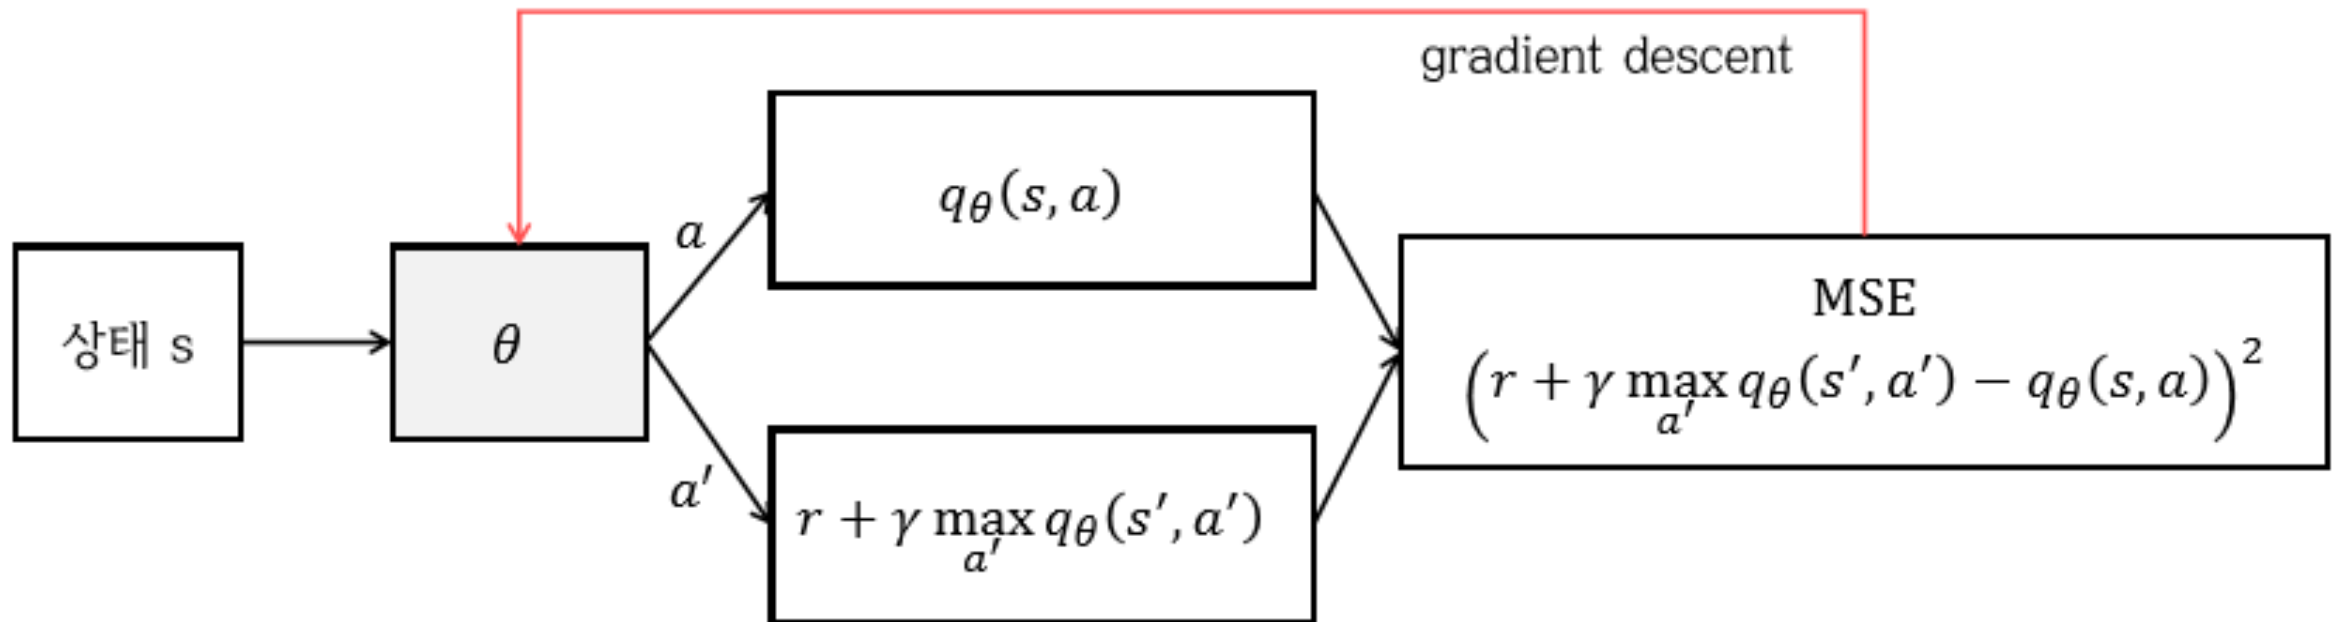 gradient descent
상태 s
θ
a
a′
q_θ(s, a)
r + γ max_{a′} q_θ(s′, a′)
MSE
(r + γ max_{a′} q_θ(s′, a′) − q_θ(s, a))²